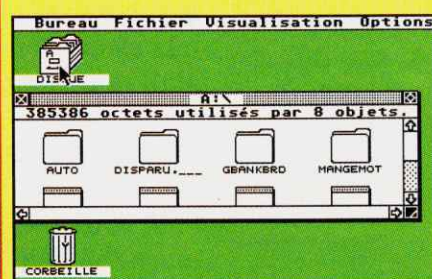 Bureau Fichier Visualisation Options
A
DISQUE
A:\
385386 octets utilisés par 8 objets.
AUTO DISPARU.___ GBANKBRD MANGEMOT
CORBEILLE